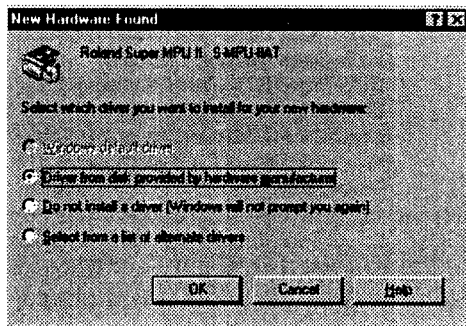 New Hardware Found
Roland Super MPU II S-MPU-IIAT
Select which driver you want to install for your new hardware:
Windows default driver
Driver from disk provided by hardware manufacturer
Do not install a driver (Windows will not prompt you again)
Select from a list of alternate drivers
OK
Cancel
Help